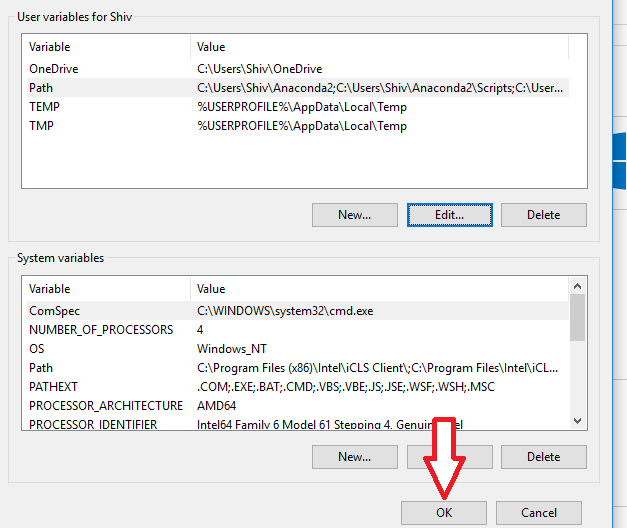 User variables for Shiv
Variable Value
OneDrive C:\Users\Shiv\OneDrive
Path C:\Users\Shiv\Anaconda2;C:\Users\Shiv\Anaconda2\Scripts;C:\User...
TEMP %USERPROFILE%\AppData\Local\Temp
TMP %USERPROFILE%\AppData\Local\Temp
New... Edit... Delete
System variables
Variable Value
ComSpec C:\WINDOWS\system32\cmd.exe
NUMBER_OF_PROCESSORS 4
OS Windows_NT
Path C:\Program Files (x86)\Intel\iCLS Client\;C:\Program Files\Intel\iCL...
PATHEXT .COM;.EXE;.BAT;.CMD;.VBS;.VBE;.JS;.JSE;.WSF;.WSH;.MSC
PROCESSOR_ARCHITECTURE AMD64
PROCESSOR_IDENTIFIER Intel64 Family 6 Model 61 Stepping 4,
New... Delete
OK Cancel